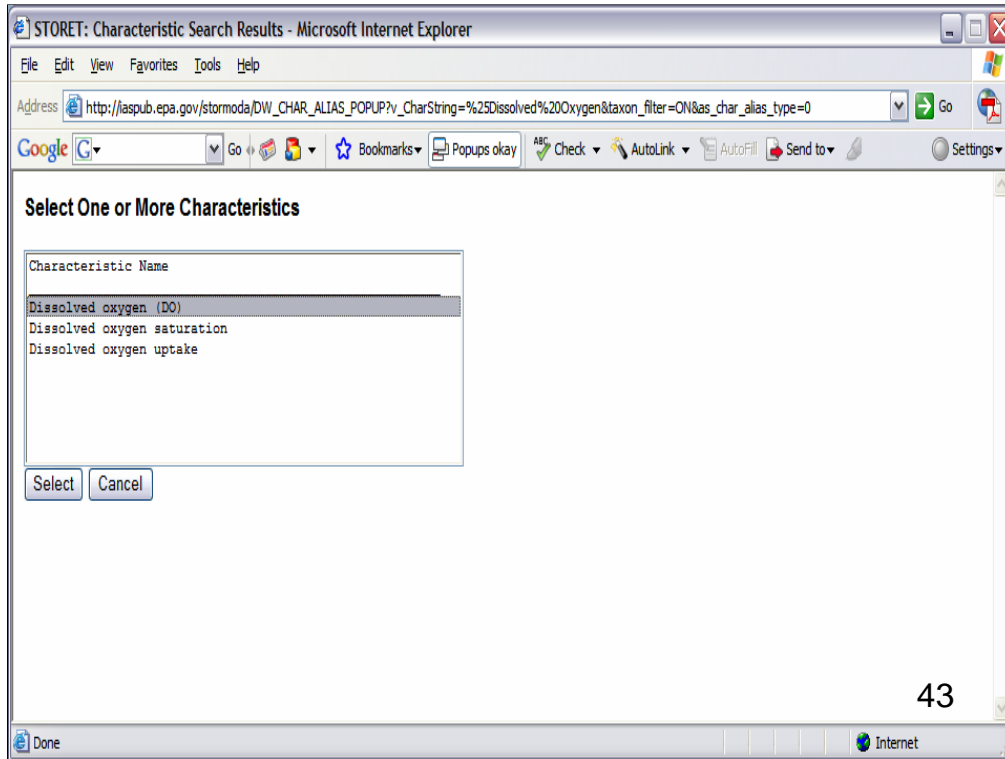 STORET: Characteristic Search Results - Microsoft Internet Explorer
File Edit View Favorites Tools Help
Address http://iaspub.epa.gov/stormoda/DW_CHAR_ALIAS_POPUP?v_CharString=%25Dissolved%20Oxygen&taxon_filter=ON&as_char_alias_type=0 Go
Google G Go Bookmarks Popups okay ABC Check AutoLink AutoFill Send to Settings
Select One or More Characteristics
Characteristic Name
Dissolved oxygen (DO)
Dissolved oxygen saturation
Dissolved oxygen uptake
Select Cancel
43
Done Internet